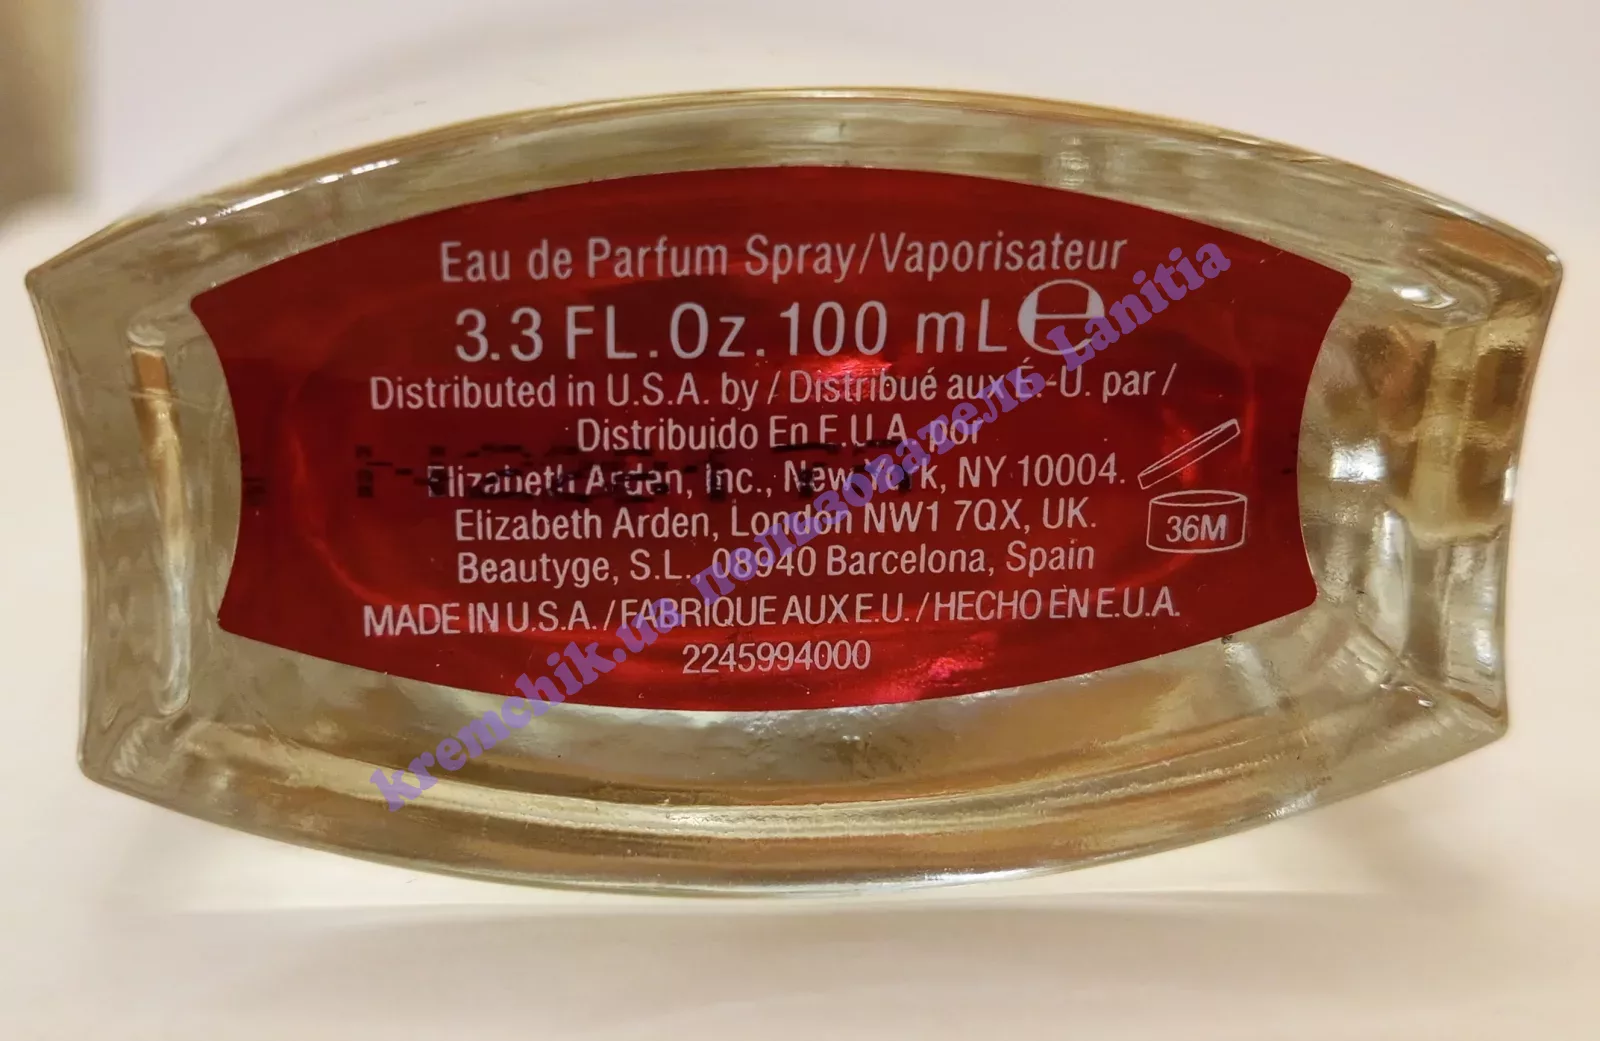 Eau de Parfum Spray/Vaporisateur
3.3 FL.Oz.100 mL ℮
Distributed in U.S.A. by / Distribué aux É.-U. par /
Distribuido En E.U.A. por
Elizabeth Arden, Inc., New York, NY 10004.
Elizabeth Arden, London NW1 7QX, UK.
Beautyge, S.L., 08940 Barcelona, Spain
36M
MADE IN U.S.A. / FABRIQUE AUX E.U. / HECHO EN E.U.A.
2245994000
kremchik.ua пользователь Lanitia